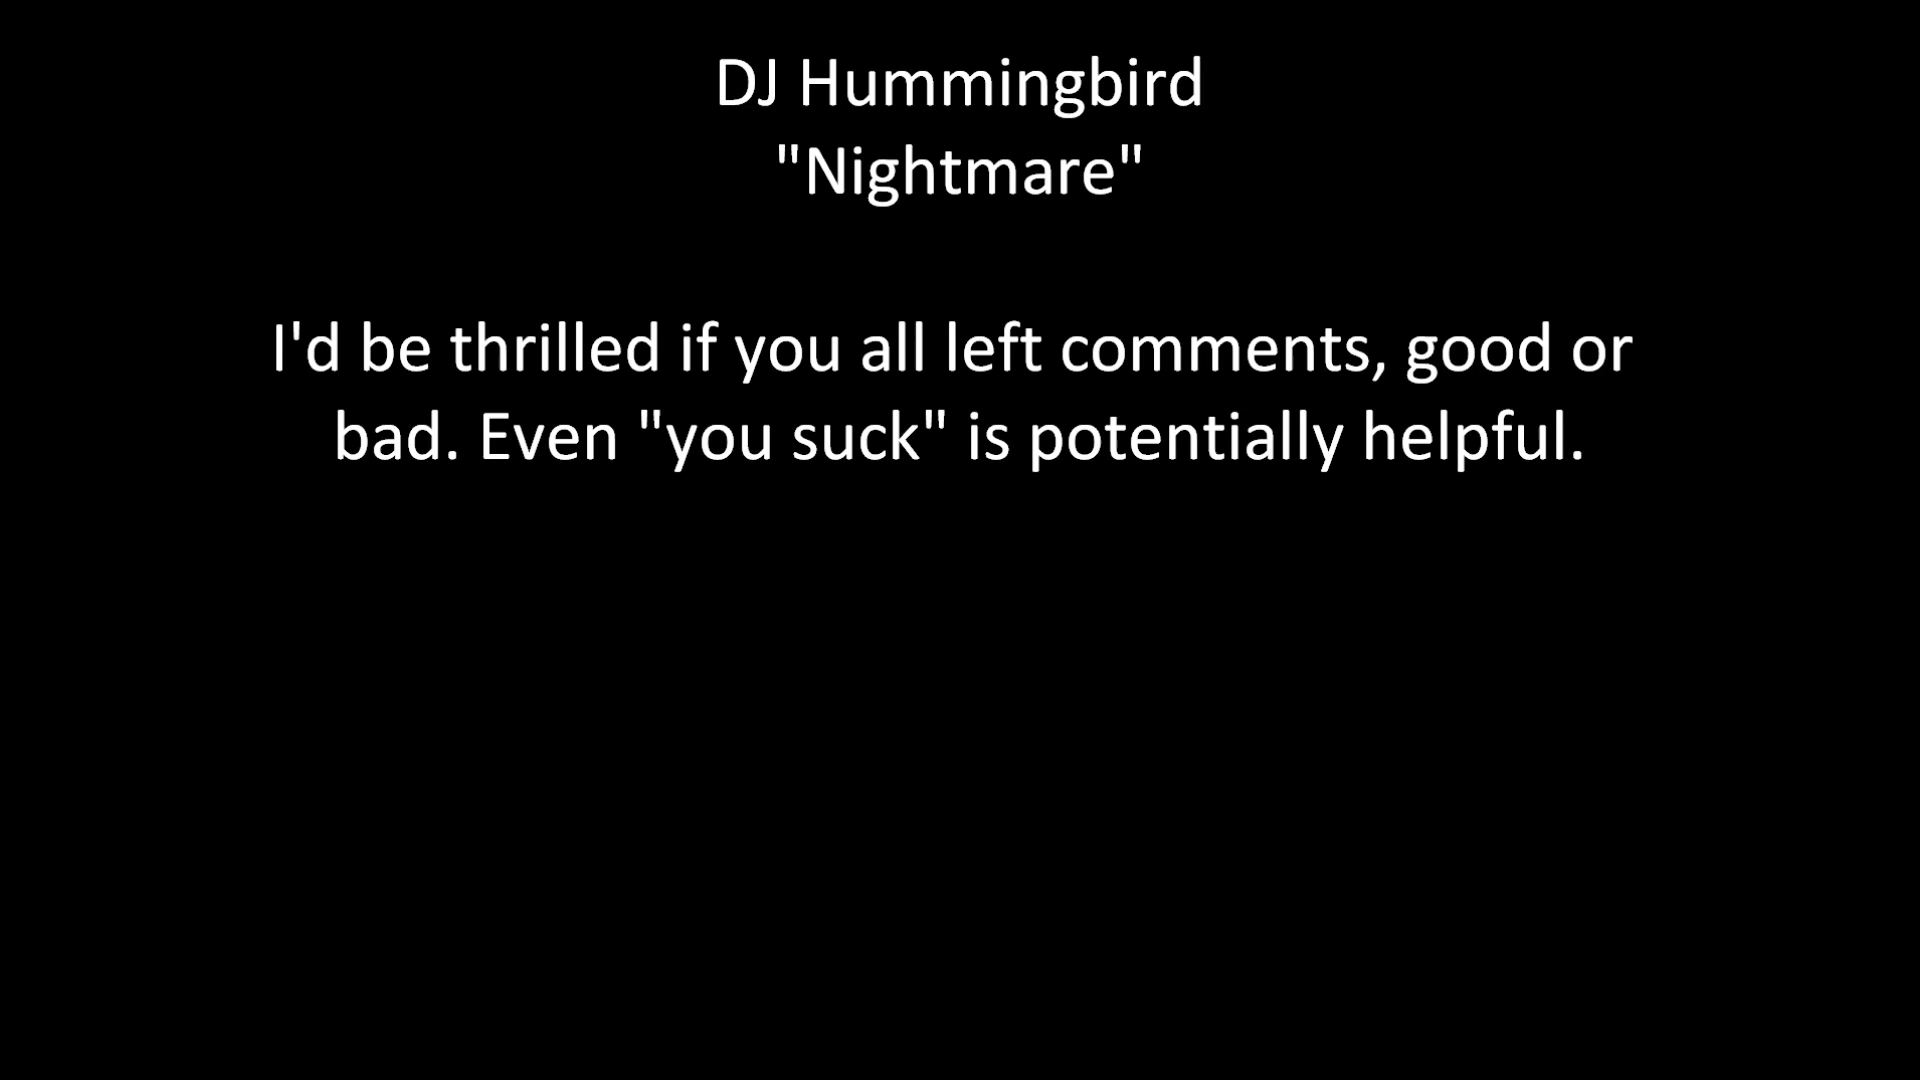 DJ Hummingbird
"Nightmare"
I'd be thrilled if you all left comments, good or
bad. Even "you suck" is potentially helpful.